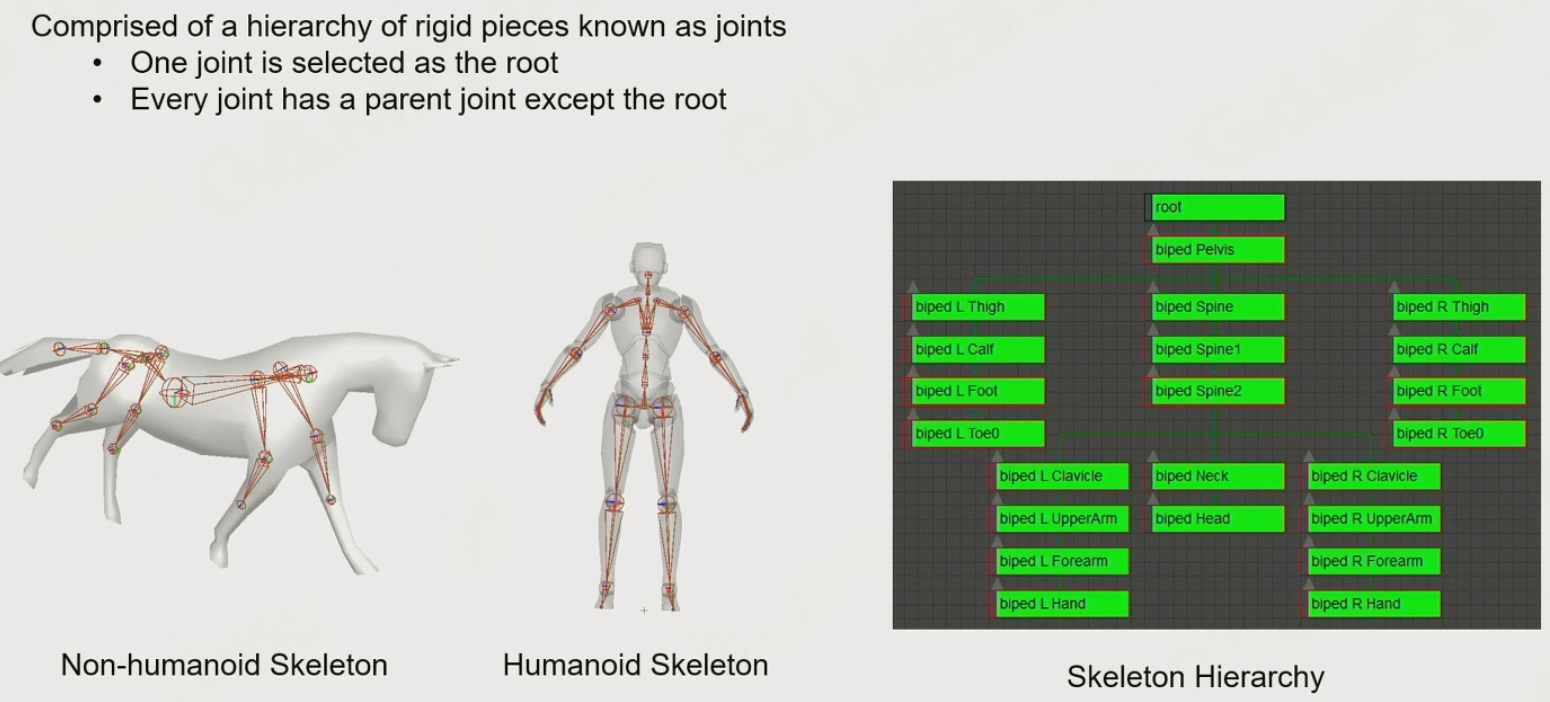 Comprised of a hierarchy of rigid pieces known as joints
• One joint is selected as the root
• Every joint has a parent joint except the root
root
biped Pelvis
biped L Thigh
biped Spine
biped R Thigh
biped L Calf
biped Spine1
biped R Calf
biped L Foot
biped Spine2
biped R Foot
biped L Toe0
biped R Toe0
biped L Clavicle
biped Neck
biped R Clavicle
biped L UpperArm
biped Head
biped R UpperArm
biped L Forearm
biped R Forearm
biped L Hand
biped R Hand
Non-humanoid Skeleton
Humanoid Skeleton
Skeleton Hierarchy